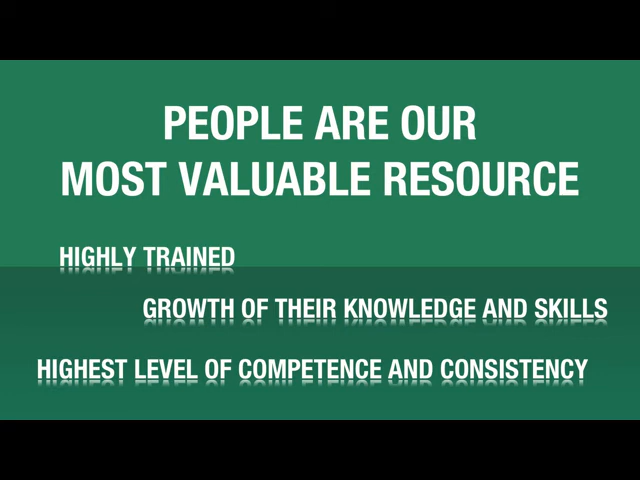 PEOPLE ARE OUR
MOST VALUABLE RESOURCE
HIGHLY TRAINED
GROWTH OF THEIR KNOWLEDGE AND SKILLS
HIGHEST LEVEL OF COMPETENCE AND CONSISTENCY